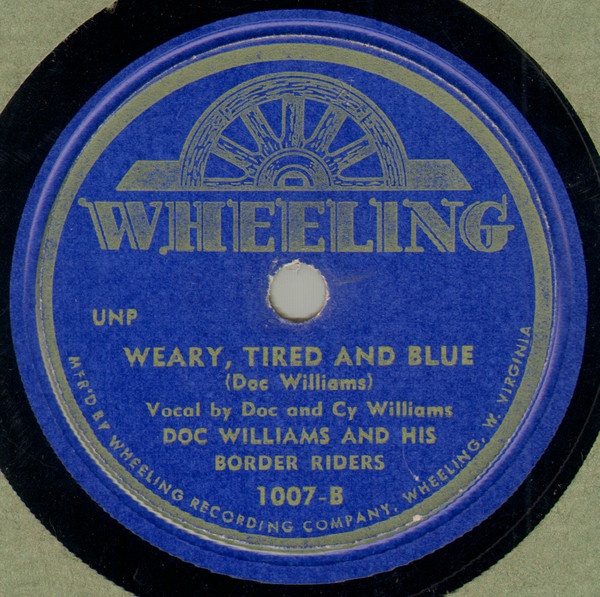 WHEELING
UNP
WEARY, TIRED AND BLUE
(Doc Williams)
Vocal by Doc and Cy Williams
DOC WILLIAMS AND HIS
BORDER RIDERS
1007-B
MFR'D BY WHEELING RECORDING COMPANY, WHEELING, W. VIRGINIA